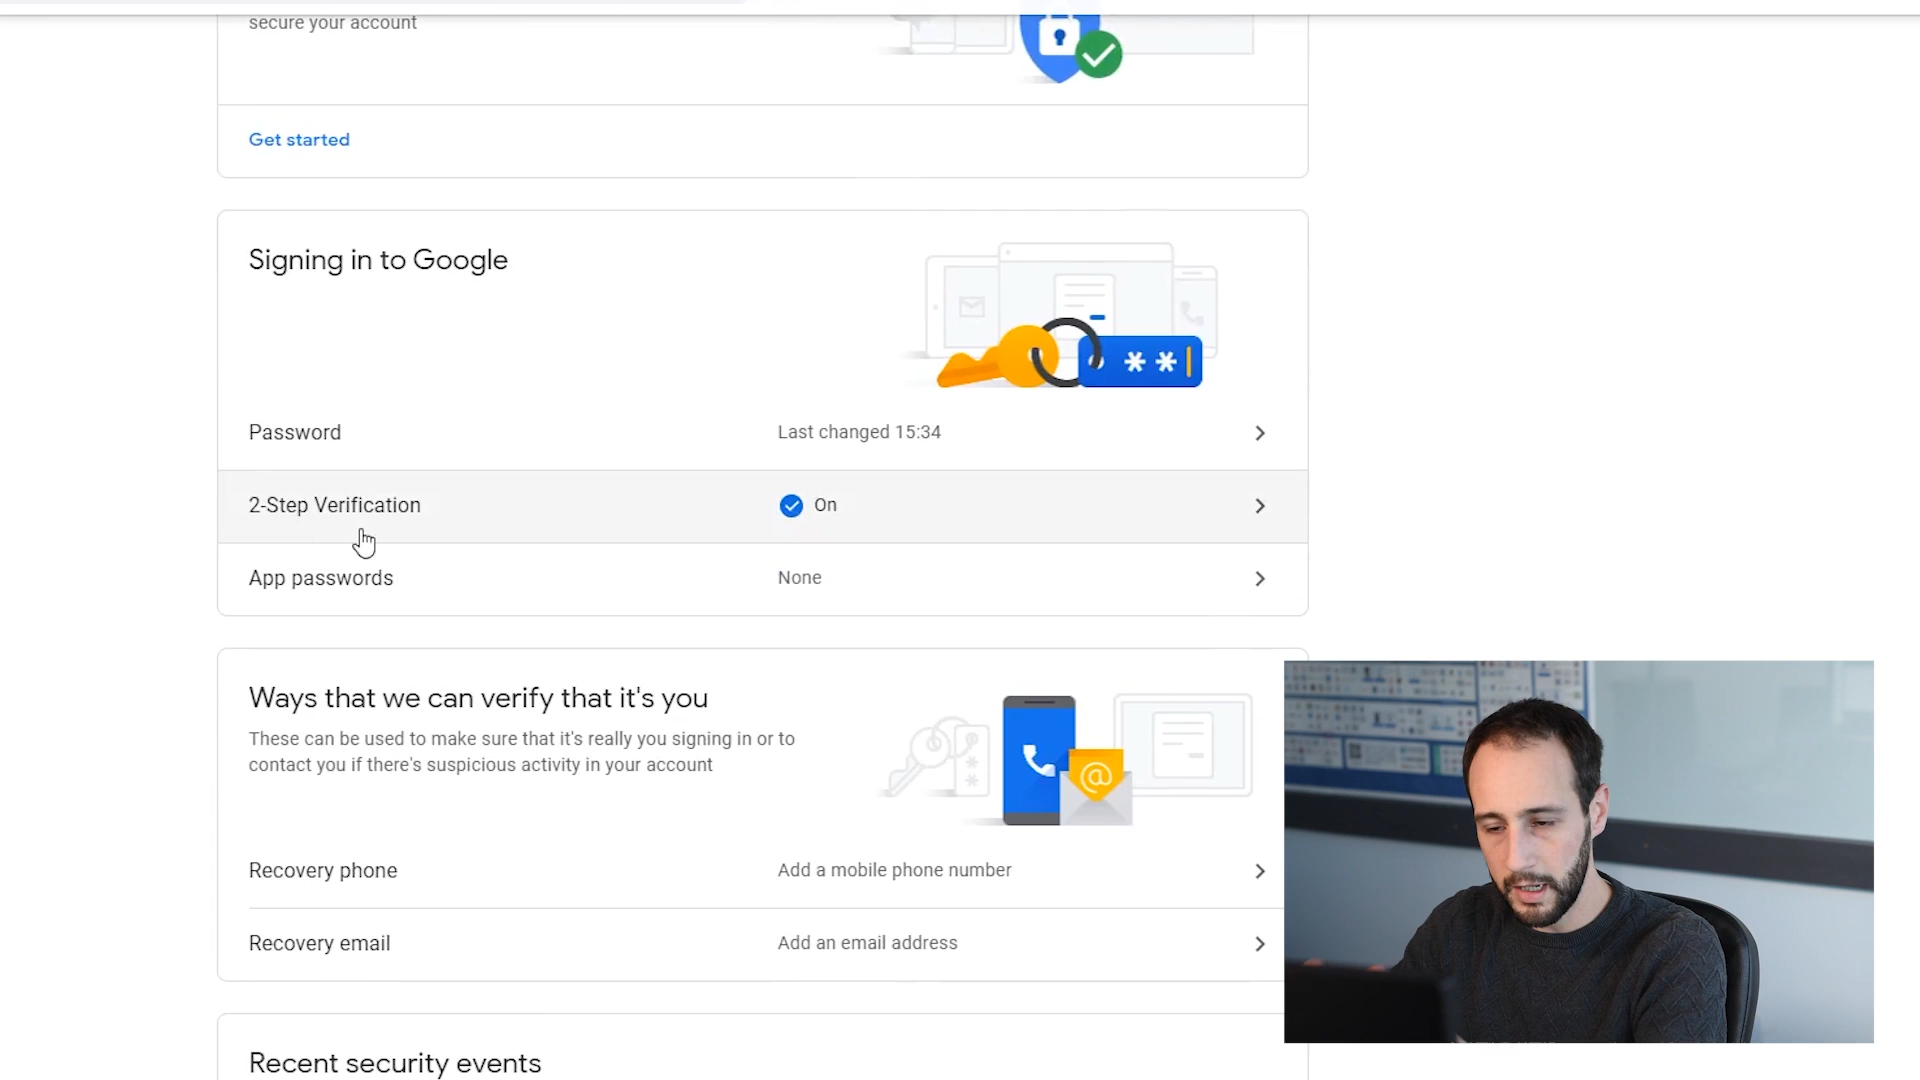 secure your account
Get started
Signing in to Google
**
Password
Last changed 15:34
2-Step Verification
On
App passwords
None
Ways that we can verify that it's you
These can be used to make sure that it's really you signing in or to
contact you if there's suspicious activity in your account
@
Recovery phone
Add a mobile phone number
Recovery email
Add an email address
Recent security events